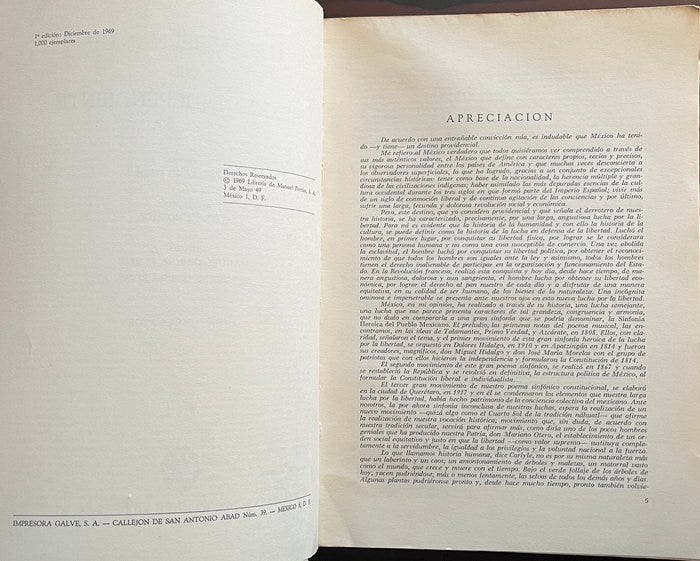 1ª edición: Diciembre de 1969
1,000 ejemplares
Derechos Reservados
© 1969 Librería de Manuel Porrúa, S. A.
5 de Mayo 49
México 1, D. F.
IMPRESORA GALVE, S. A. — CALLEJON DE SAN ANTONIO ABAD Núm. 39. — MEXICO 8, D. F.
APRECIACION
De acuerdo con una entrañable convicción mía, es indudable que México ha teni-
do —y tiene— un destino providencial.
Me refiero al México verdadero que todos quisiéramos ver comprendido a través de
sus más auténticos valores, el México que define con caracteres propios, recios y precisos,
su vigorosa personalidad entre los países de América y que muchas veces desconcierta a
los observadores superficiales, lo que ha logrado, gracias a un conjunto de excepcionales
circunstancias históricas: tener como base de la nacionalidad, la herencia múltiple y gran-
diosa de las civilizaciones indígenas; haber asimilado las más depuradas esencias de la cul-
tura occidental durante los tres siglos en que formó parte del Imperio Español; vivir más
de un siglo de conmoción liberal y de continua agitación de las conciencias y por último,
sufrir una larga, fecunda y dolorosa revolución social y económica.
Pero, este destino, que yo considero providencial y que señala el derrotero de nues-
tra historia, se ha caracterizado, precisamente, por una larga, angustiosa lucha por la li-
bertad. Para mí es evidente que la historia de la humanidad y con ello la historia de la
cultura, se puede definir como la historia de la lucha en defensa de la libertad. Luchó el
hombre, en primer lugar, por conquistar su libertad física, por lograr se le considerara
como una persona humana y no como una cosa susceptible de comercio. Una vez abolida
la esclavitud, el hombre luchó por conquistar su libertad política, por obtener el reconoci-
miento de que todos los hombres son iguales ante la ley y asimismo, todos los hombres
tienen el derecho inalienable de participar en la organización y funcionamiento del Esta-
do. En la Revolución francesa, realizó esta conquista y hoy día, desde hace tiempo, de ma-
nera angustiosa, dolorosa y aun sangrienta, el hombre lucha por obtener su libertad eco-
nómica, por lograr el derecho al pan nuestro de cada día y a disfrutar de una manera
equitativa, en su calidad de ser humano, de los bienes de la naturaleza. Una incógnita
ominosa e impenetrable se presenta ante nuestros ojos en esta nueva lucha por la libertad.
México, en mi opinión, ha realizado a través de su historia, una lucha semejante,
una lucha que me parece presenta caracteres de tal grandeza, congruencia y armonía,
que no dudo en compararla a una gran sinfonía que se podría denominar, la Sinfonía
Heroica del Pueblo Mexicano. El preludio, las primeras notas del poema musical, las en-
contramos, en las ideas de Talamantes, Primo Verdad, y Azcárate, en 1808. Ellos, con cla-
ridad, señalaron el tema, y el primer movimiento de esta gran sinfonía heroica de la lucha
por la libertad, se orquestó en Dolores Hidalgo, en 1910 y en Apatzingán en 1814 y fueron
sus creadores, magníficos, don Miguel Hidalgo y don José María Morelos con el grupo de
patriotas que con ellos hicieron la independencia y formularon la Constitución de 1814.
El segundo movimiento de este gran poema sinfónico, se realizó en 1867 y cuando
se restableció la República y se resolvió en definitiva, la estructura política de México, al
formular la Constitución liberal e individualista.
El tercer gran movimiento de nuestro poema sinfónico constitucional, se elaboró
en la ciudad de Querétaro, en 1917 y en él se condensaron los elementos que nuestra larga
lucha por la libertad, había hecho patrimonio de la conciencia colectiva del mexicano. Ante
nosotros, la por ahora sinfonía inconclusa de nuestras luchas, espera la realización de un
nuevo movimiento —quizá algo como el Cuarto Sol de la tradición náhuatl— que afirme
la realización de nuestra vocación histórica; movimiento que, sin duda, de acuerdo con
nuestra tradición secular, servirá para afirmar más, como diría uno de los pocos hombres
geniales que ha producido nuestra Patria, don Mariano Otero, el establecimiento de un or-
den social equitativo y justo en que la libertad —como valor supremo— sustituya comple-
tamente a la servidumbre, la igualdad a los privilegios y la voluntad nacional a la fuerza.
Lo que llamamos historia humana, dice Carlyle, no es por su misma naturaleza más
que un laberinto y un caos; un amontonamiento de árboles y malezas, un matorral vasto
como el mundo, que crece y muere con el tiempo. Bajo el verde follaje de los árboles de
hoy, yacen pudriéndose, más o menos lentamente, las selvas de todos los demás años y días.
Algunas plantas pudriéronse pronto y, desde hace mucho tiempo, pronto también volvie-
5